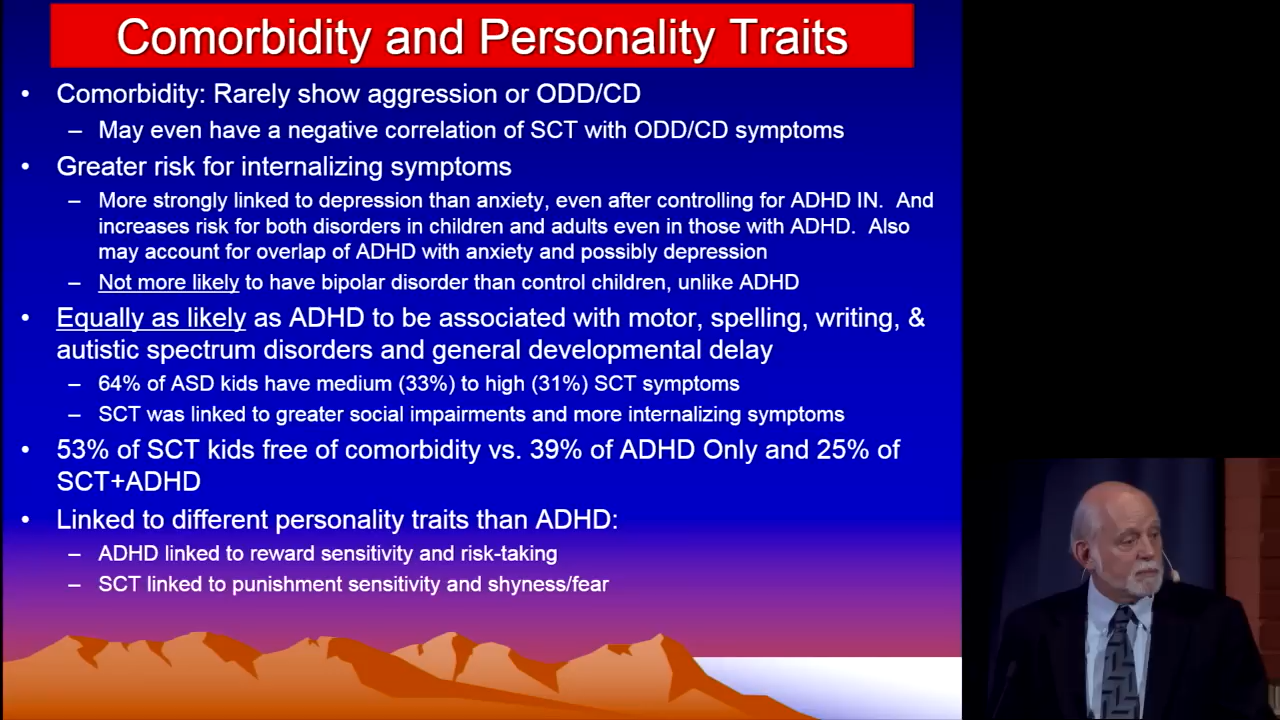 Comorbidity and Personality Traits
• Comorbidity: Rarely show aggression or ODD/CD
– May even have a negative correlation of SCT with ODD/CD symptoms
• Greater risk for internalizing symptoms
– More strongly linked to depression than anxiety, even after controlling for ADHD IN.  And
increases risk for both disorders in children and adults even in those with ADHD.  Also
may account for overlap of ADHD with anxiety and possibly depression
– Not more likely to have bipolar disorder than control children, unlike ADHD
• Equally as likely as ADHD to be associated with motor, spelling, writing, &
autistic spectrum disorders and general developmental delay
– 64% of ASD kids have medium (33%) to high (31%) SCT symptoms
– SCT was linked to greater social impairments and more internalizing symptoms
• 53% of SCT kids free of comorbidity vs. 39% of ADHD Only and 25% of
SCT+ADHD
• Linked to different personality traits than ADHD:
– ADHD linked to reward sensitivity and risk-taking
– SCT linked to punishment sensitivity and shyness/fear